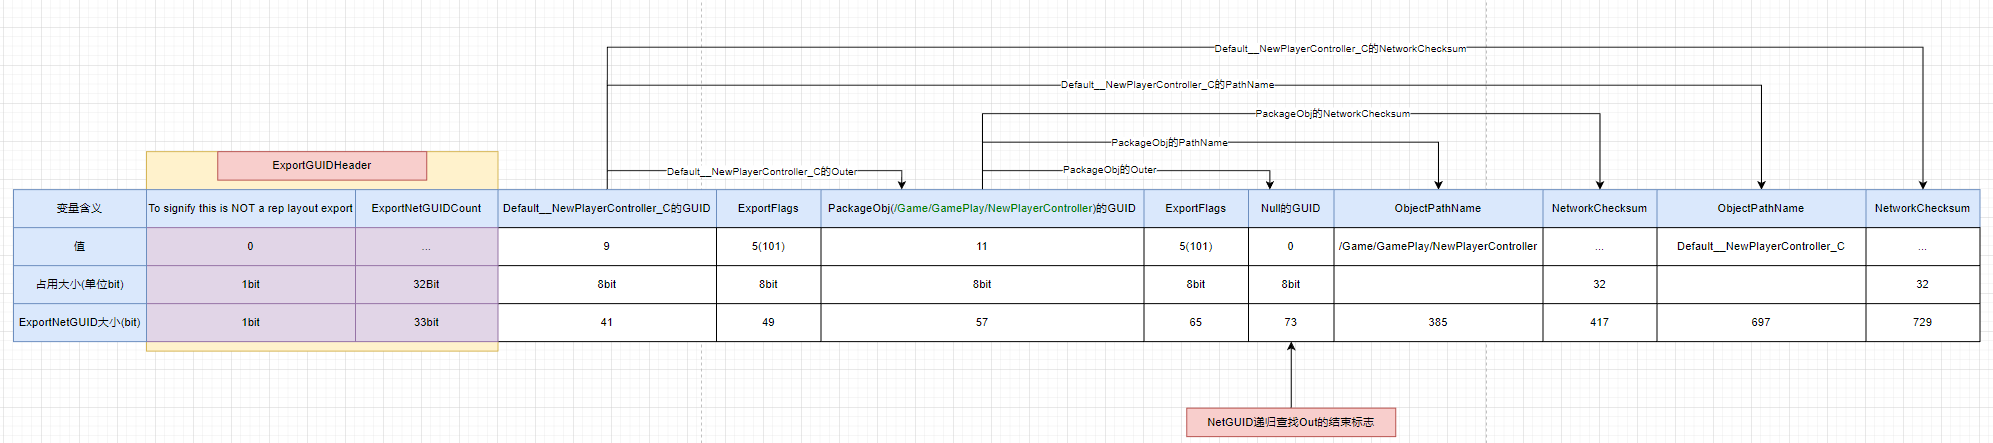 Default__NewPlayerController_C的NetworkChecksum
Default__NewPlayerController_C的PathName
PackageObj的NetworkChecksum
PackageObj的PathName
ExportGUIDHeader
Default__NewPlayerController_C的Outer
PackageObj的Outer
变量含义 To signify this is NOT a rep layout export ExportNetGUIDCount Default__NewPlayerController_C的GUID ExportFlags PackageObj(/Game/GamePlay/NewPlayerController)的GUID ExportFlags Null的GUID ObjectPathName NetworkChecksum ObjectPathName NetworkChecksum
值 0 ... 9 5(101) 11 5(101) 0 /Game/GamePlay/NewPlayerController ... Default__NewPlayerController_C ...
占用大小(单位bit) 1bit 32Bit 8bit 8bit 8bit 8bit 8bit 32 32
ExportNetGUID大小(bit) 1bit 33bit 41 49 57 65 73 385 417 697 729
NetGUID递归查找Out的结束标志